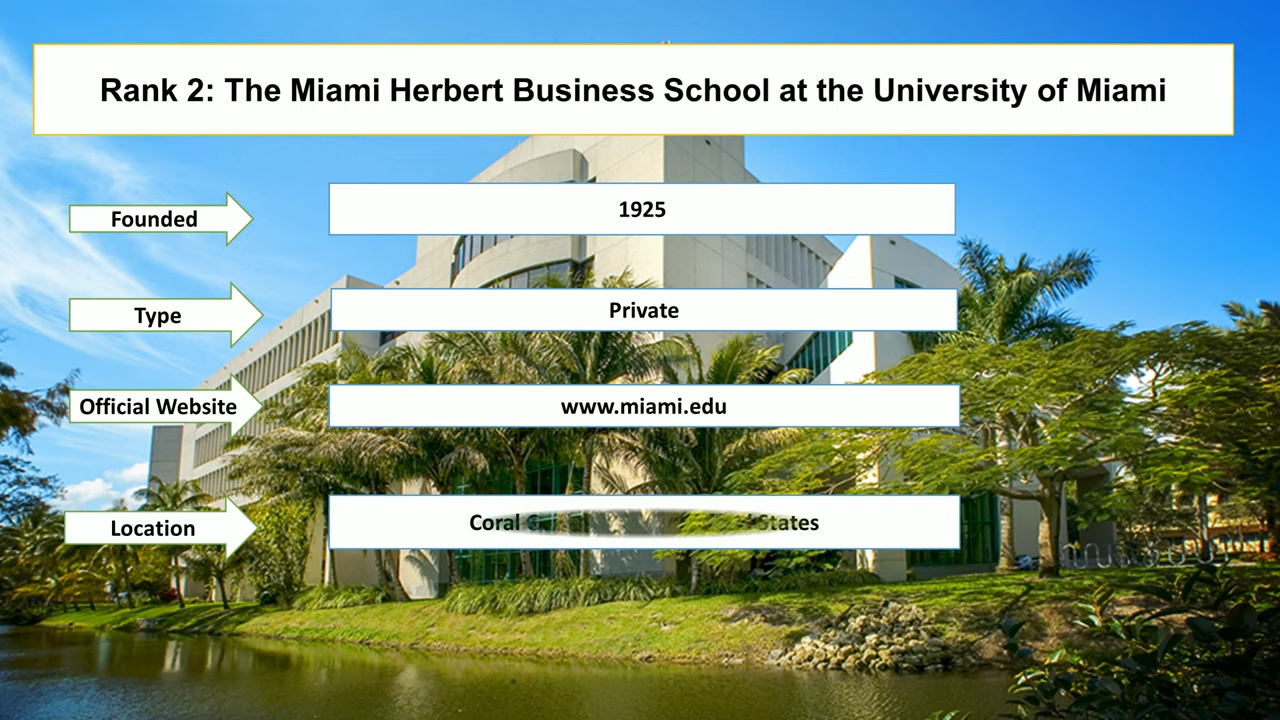 Rank 2: The Miami Herbert Business School at the University of Miami
Founded
1925
Type
Private
Official Website
www.miami.edu
Location
Coral States